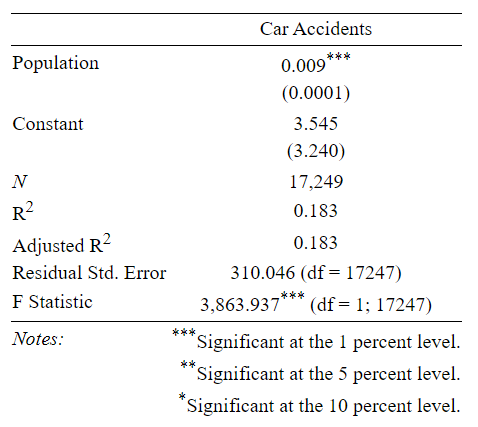 Car Accidents
Population 0.009***
(0.0001)
Constant 3.545
(3.240)
N 17,249
R2 0.183
Adjusted R2 0.183
Residual Std. Error 310.046 (df = 17247)
F Statistic 3,863.937*** (df = 1; 17247)
Notes: ***Significant at the 1 percent level.
**Significant at the 5 percent level.
*Significant at the 10 percent level.